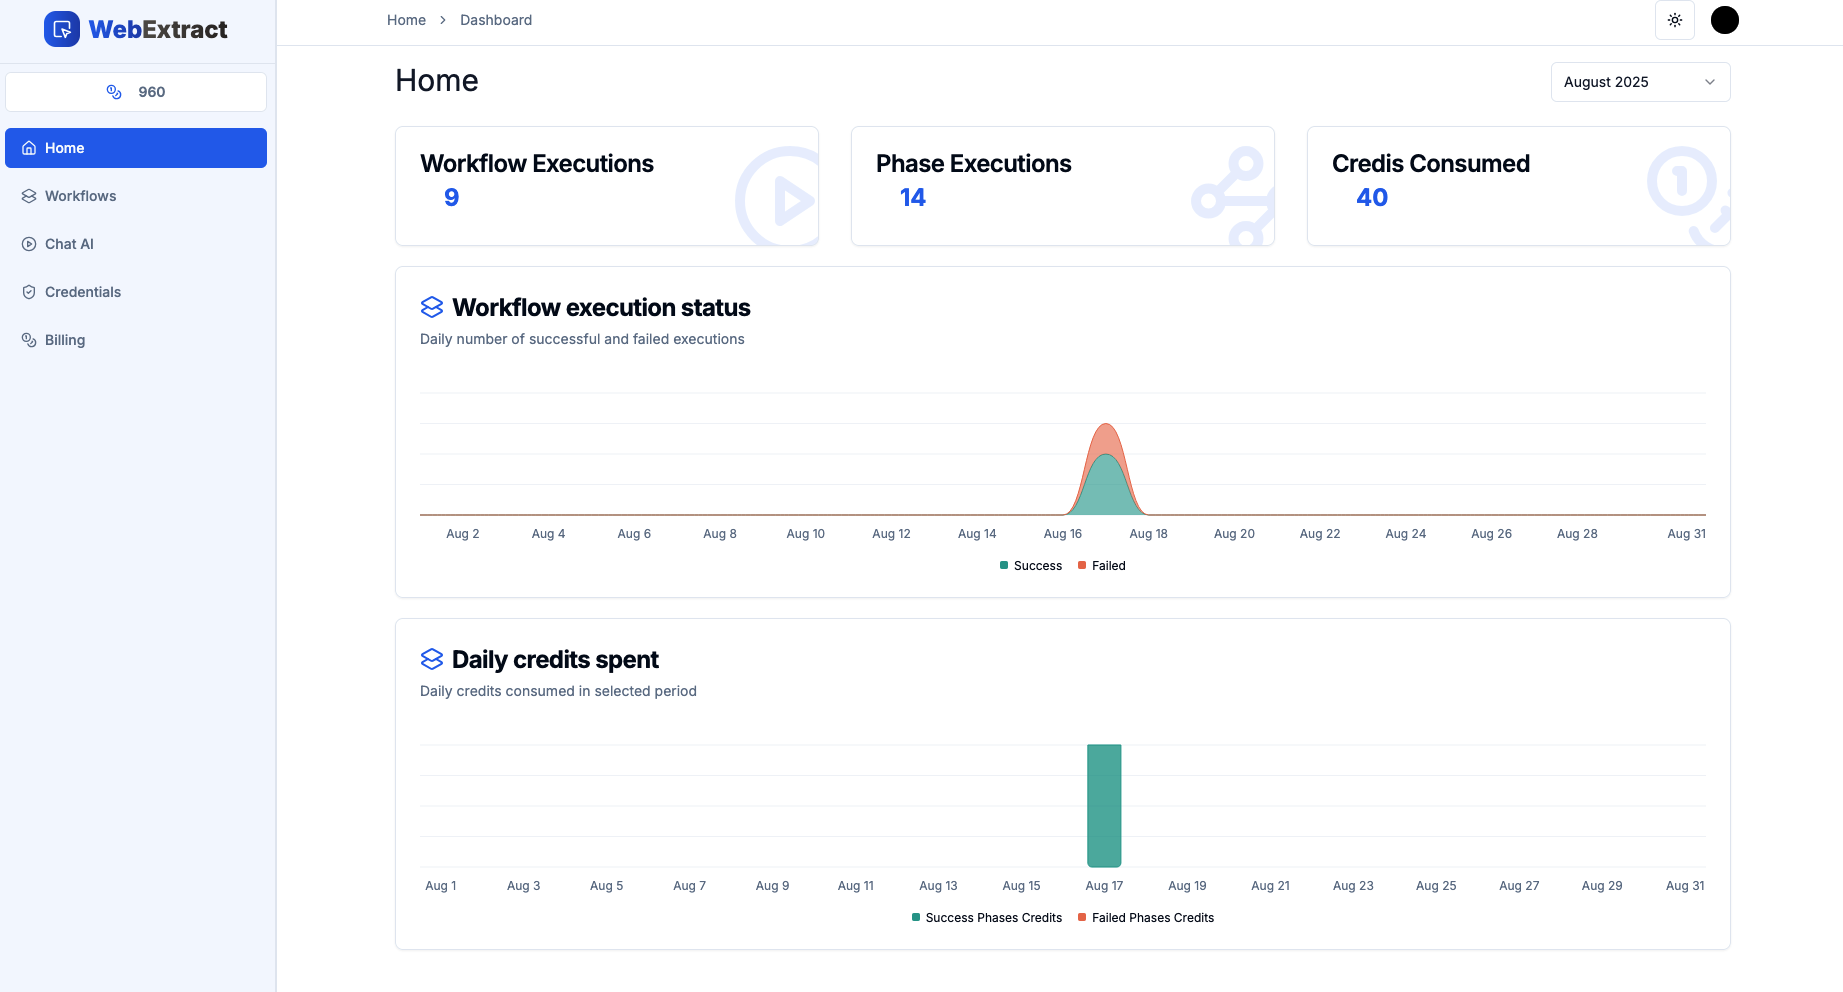 WebExtract
960
Home
Workflows
Chat AI
Credentials
Billing
Home > Dashboard
Home
August 2025
Workflow Executions
9
Phase Executions
14
Credis Consumed
40
Workflow execution status
Daily number of successful and failed executions
Aug 2 Aug 4 Aug 6 Aug 8 Aug 10 Aug 12 Aug 14 Aug 16 Aug 18 Aug 20 Aug 22 Aug 24 Aug 26 Aug 28 Aug 31
Success Failed
Daily credits spent
Daily credits consumed in selected period
Aug 1 Aug 3 Aug 5 Aug 7 Aug 9 Aug 11 Aug 13 Aug 15 Aug 17 Aug 19 Aug 21 Aug 23 Aug 25 Aug 27 Aug 29 Aug 31
Success Phases Credits Failed Phases Credits